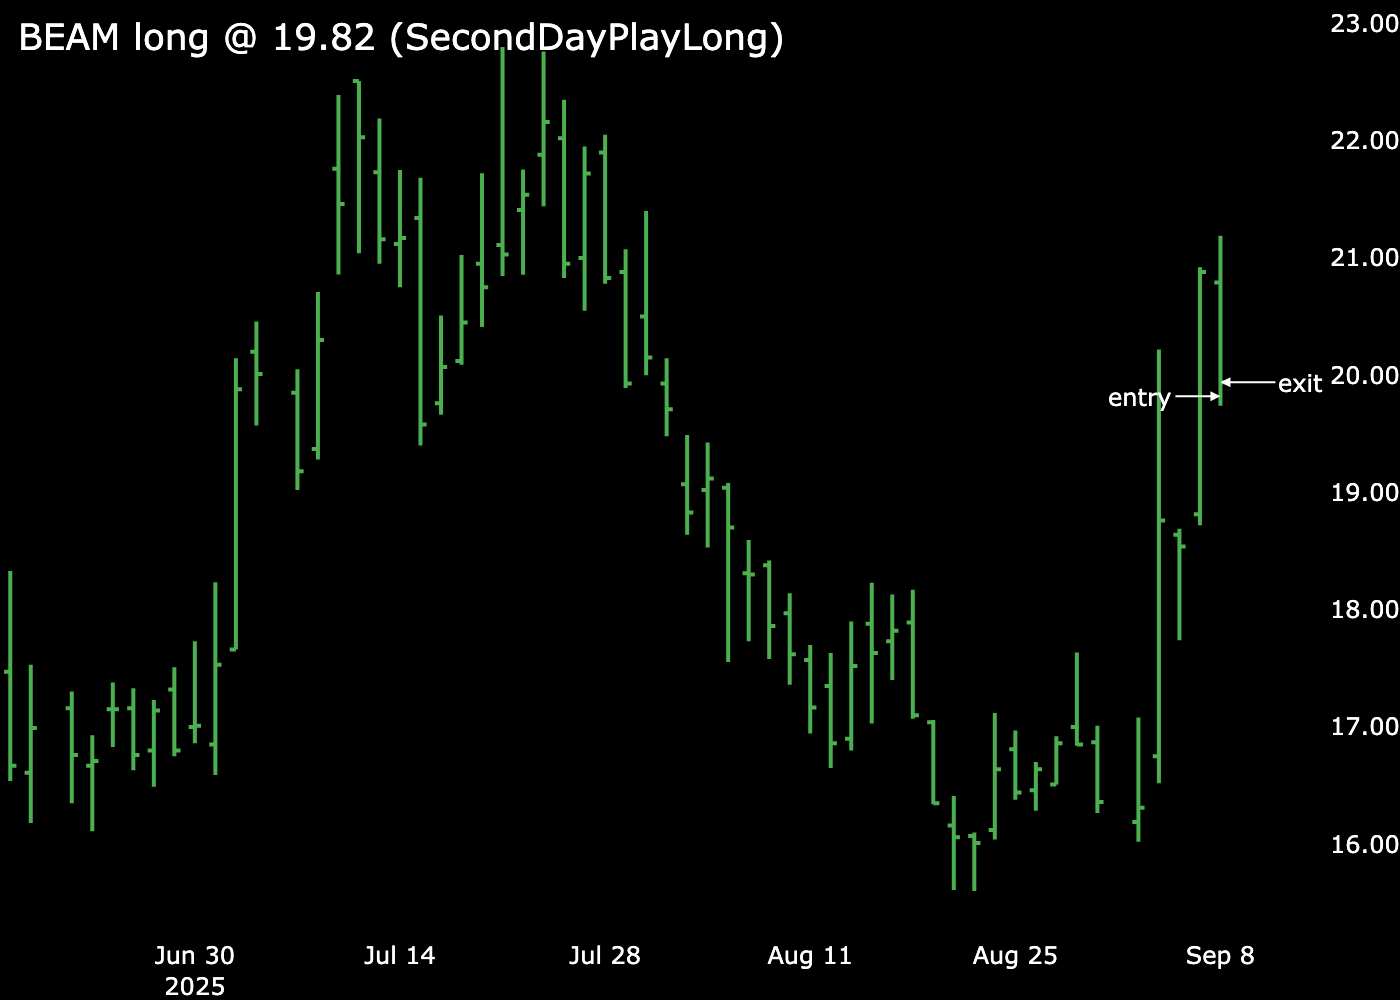 BEAM long @ 19.82 (SecondDayPlayLong)
23.00
22.00
21.00
20.00
19.00
18.00
17.00
16.00
exit
entry
Jun 30
2025
Jul 14
Jul 28
Aug 11
Aug 25
Sep 8